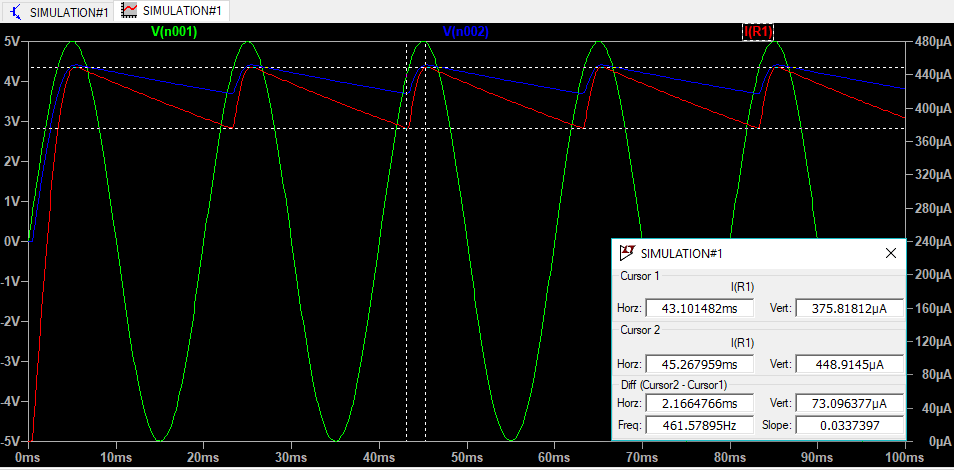 SIMULATION#1 SIMULATION#1
V(n001) V(n002) I(R1)
5V 480µA
4V 440µA
400µA
3V 360µA
2V 320µA
1V 280µA
0V 240µA
-1V 200µA
-2V 160µA
-3V 120µA
80µA
-4V 40µA
-5V 0µA
0ms 10ms 20ms 30ms 40ms 50ms 60ms 70ms 80ms 90ms 100ms
SIMULATION#1
Cursor 1
I(R1)
Horz: 43.101482ms Vert: 375.81812µA
Cursor 2
I(R1)
Horz: 45.267959ms Vert: 448.9145µA
Diff (Cursor2 - Cursor1)
Horz: 2.1664766ms Vert: 73.096377µA
Freq: 461.57895Hz Slope: 0.0337397